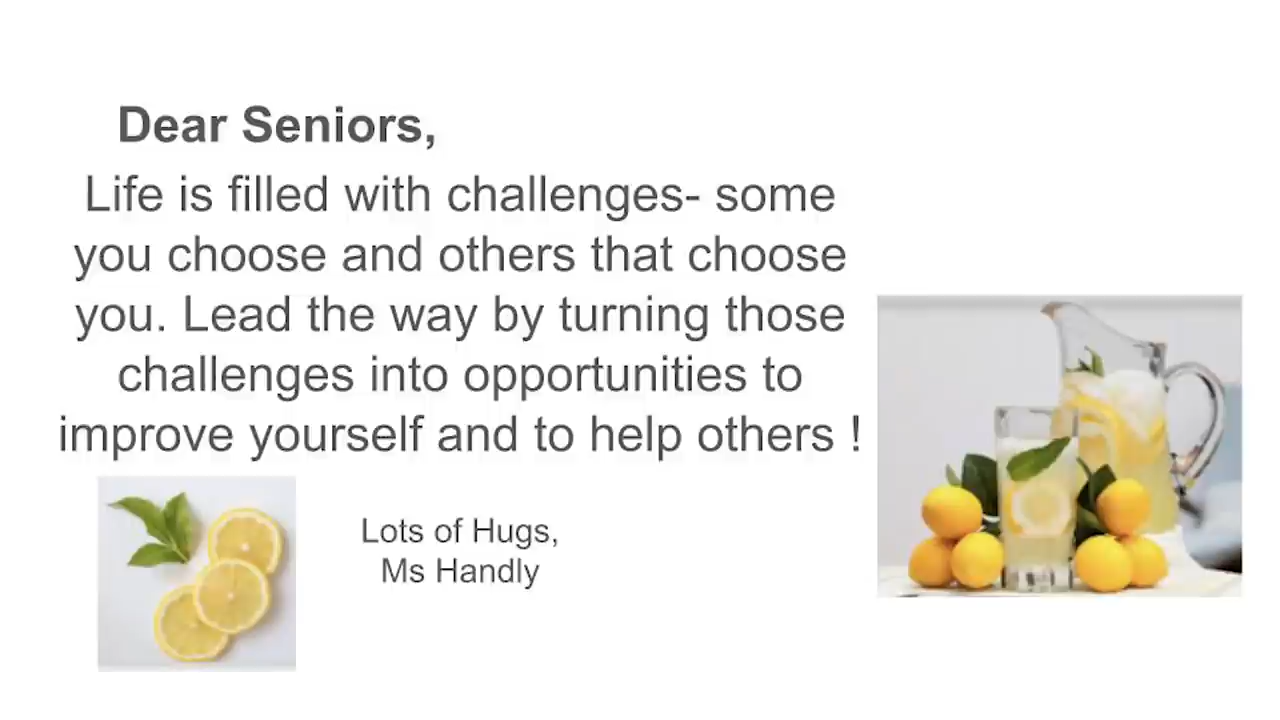 Dear Seniors,
Life is filled with challenges- some
you choose and others that choose
you. Lead the way by turning those
challenges into opportunities to
improve yourself and to help others !
Lots of Hugs,
Ms Handly